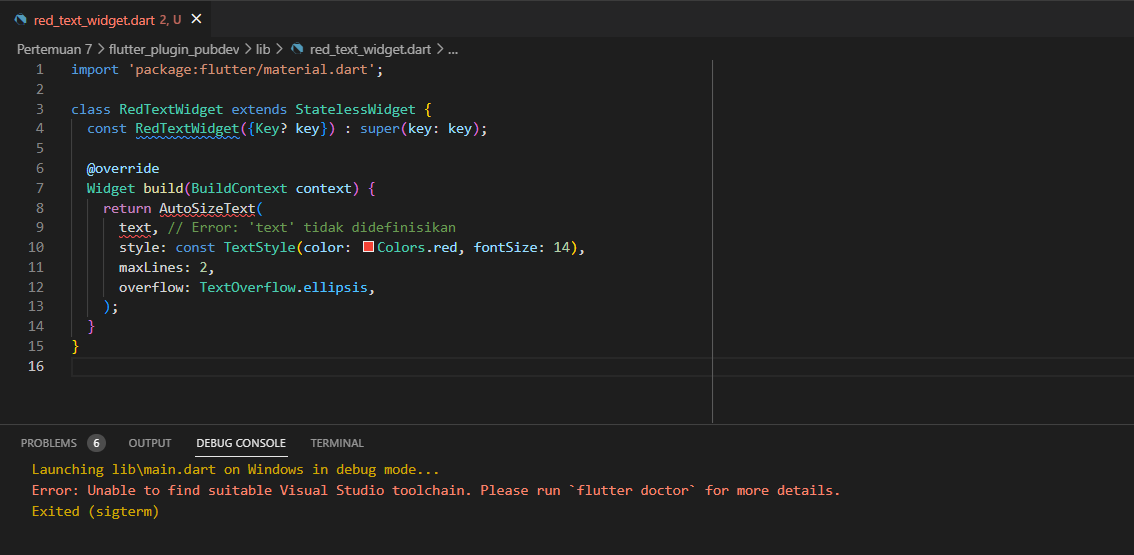 red_text_widget.dart 2, U
Pertemuan 7 > flutter_plugin_pubdev > lib > red_text_widget.dart > ...
1 import 'package:flutter/material.dart';
2
3 class RedTextWidget extends StatelessWidget {
4 const RedTextWidget({Key? key}) : super(key: key);
5
6 @override
7 Widget build(BuildContext context) {
8 return AutoSizeText(
9 text, // Error: 'text' tidak didefinisikan
10 style: const TextStyle(color: Colors.red, fontSize: 14),
11 maxLines: 2,
12 overflow: TextOverflow.ellipsis,
13 );
14 }
15 }
16
PROBLEMS 6 OUTPUT DEBUG CONSOLE TERMINAL
Launching lib\main.dart on Windows in debug mode...
Error: Unable to find suitable Visual Studio toolchain. Please run `flutter doctor` for more details.
Exited (sigterm)